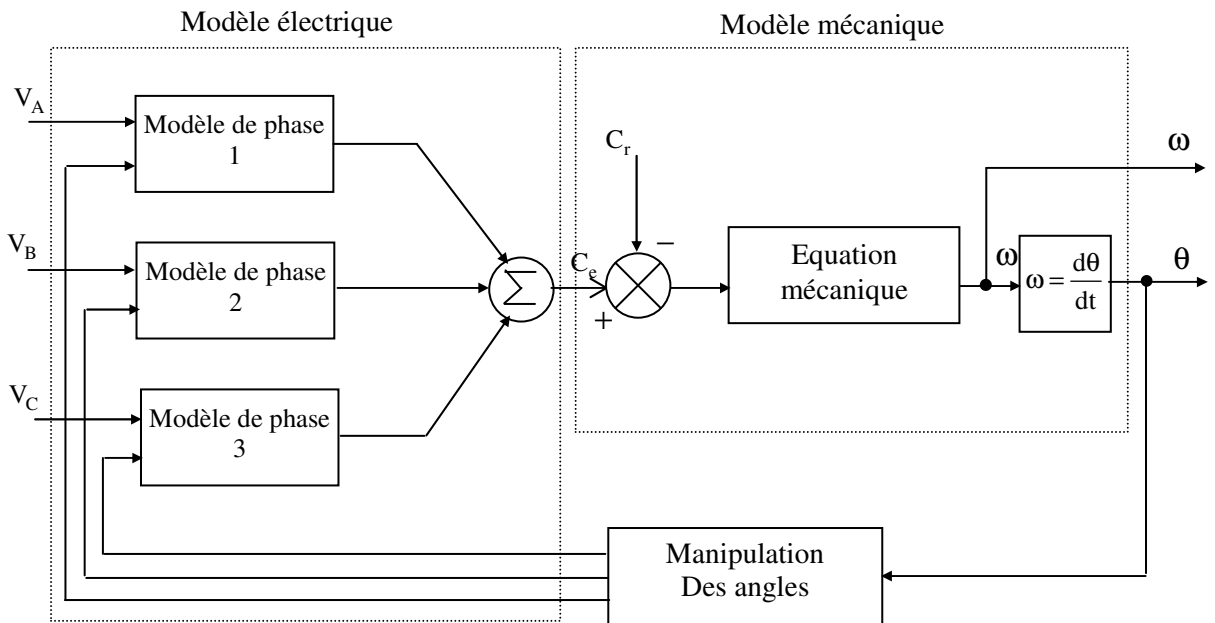 Modèle électrique
Modèle mécanique
V_A
Modèle de phase
1
V_B
Modèle de phase
2
V_C
Modèle de phase
3
Σ
C_e
+
C_r
−
Equation
mécanique
ω
ω = dθ/dt
ω
θ
Manipulation
Des angles